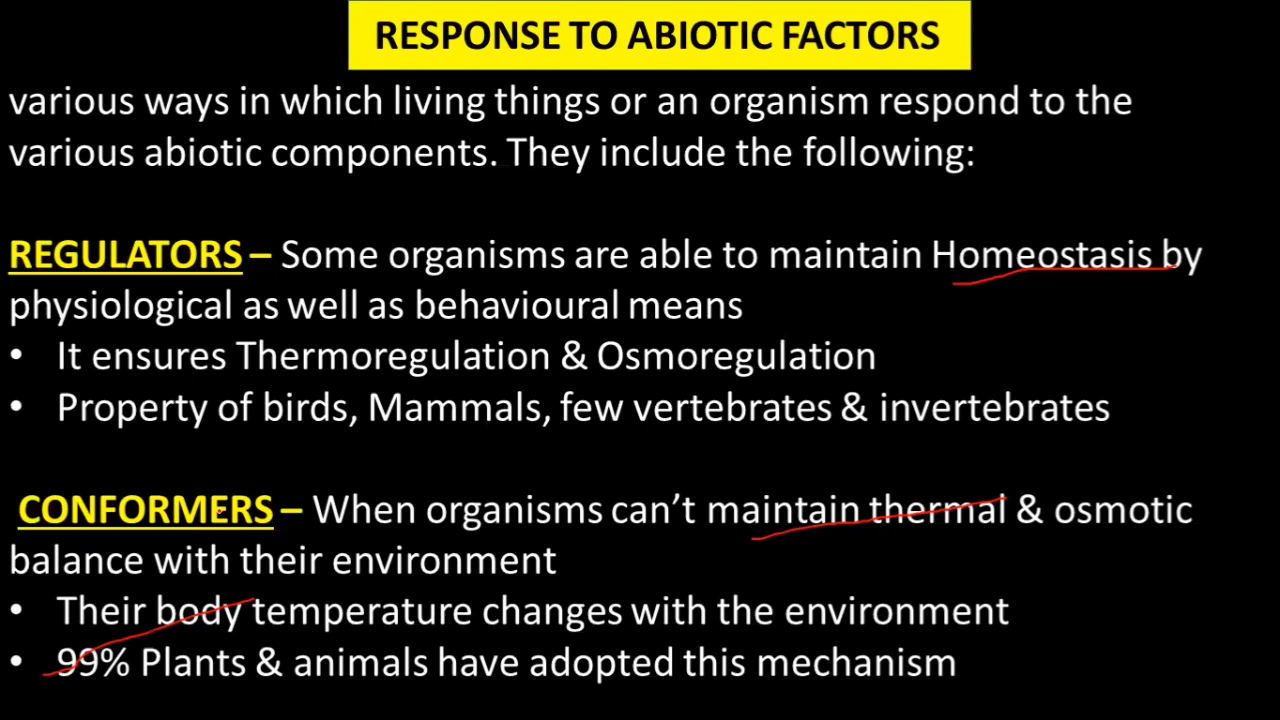 RESPONSE TO ABIOTIC FACTORS
various ways in which living things or an organism respond to the
various abiotic components. They include the following:
REGULATORS – Some organisms are able to maintain Homeostasis by
physiological as well as behavioural means
• It ensures Thermoregulation & Osmoregulation
• Property of birds, Mammals, few vertebrates & invertebrates
CONFORMERS – When organisms can’t maintain thermal & osmotic
balance with their environment
• Their body temperature changes with the environment
• 99% Plants & animals have adopted this mechanism